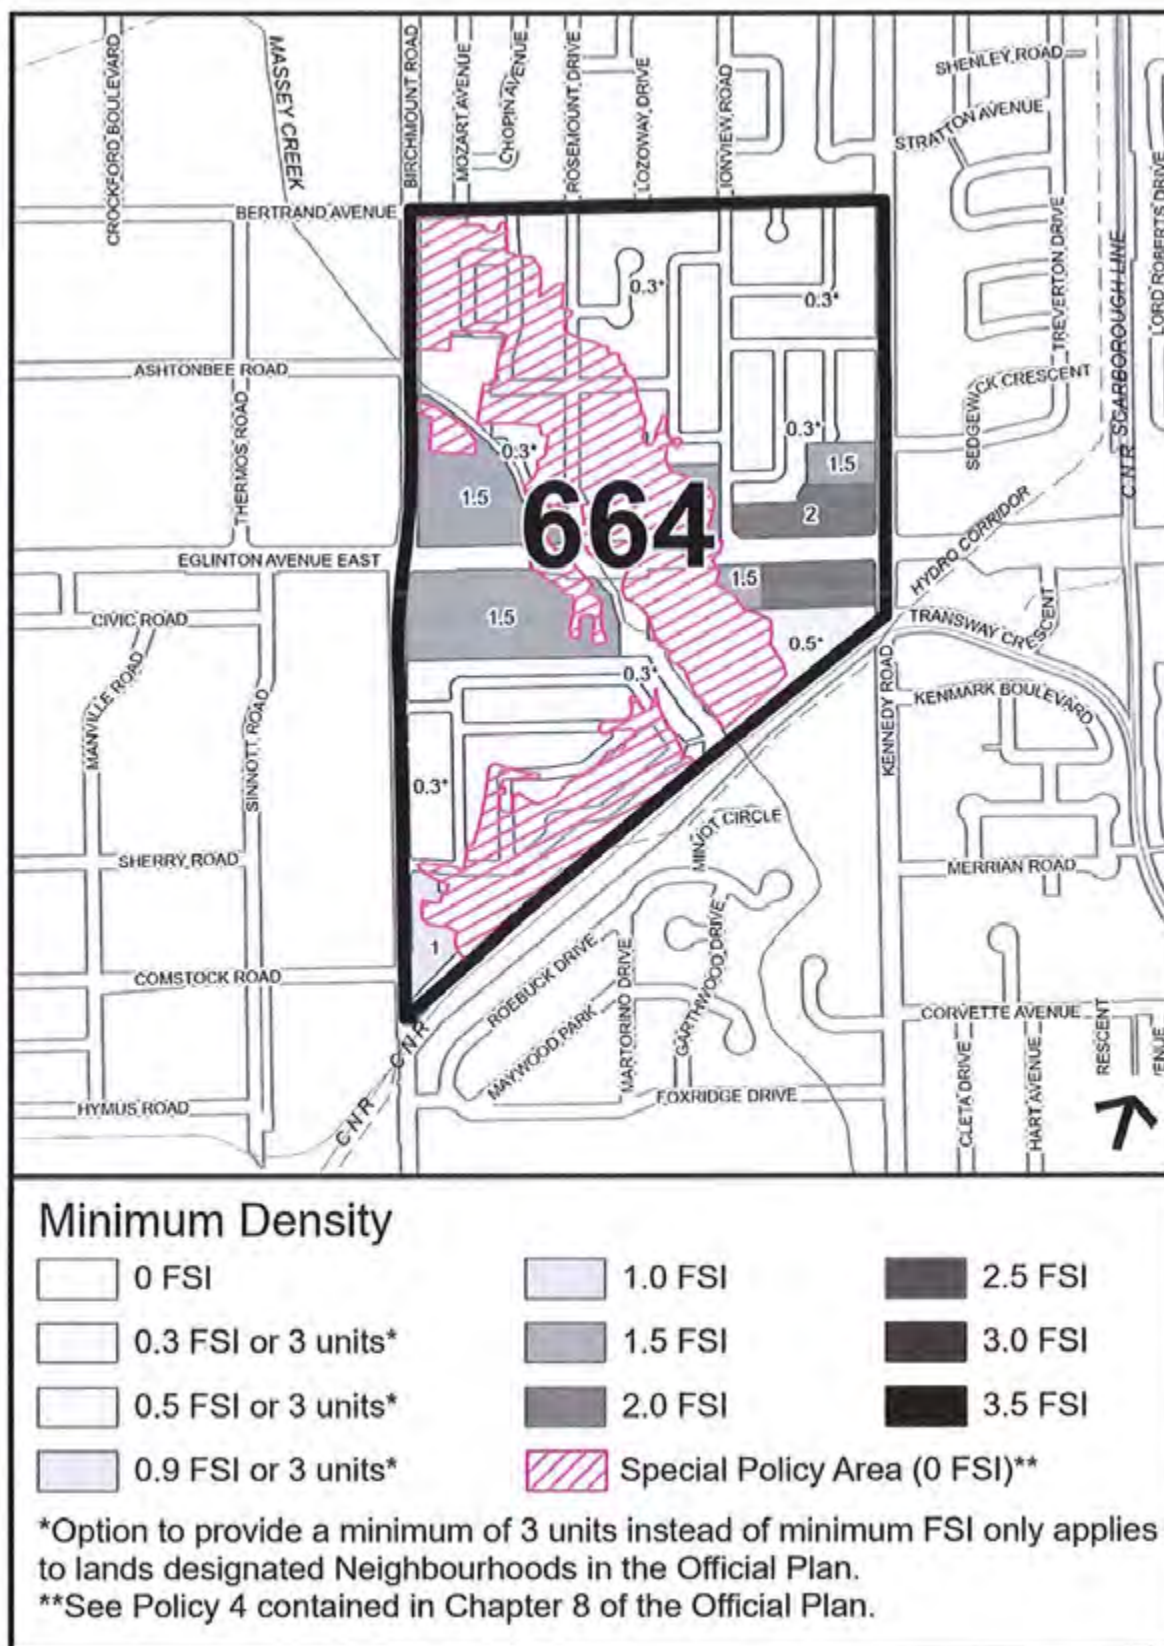 CROCKFORD BOULEVARD
MASSEY CREEK
BIRCHMOUNT ROAD
MOZART AVENUE
CHOPIN AVENUE
ROSEMOUNT DRIVE
LOZOWAY DRIVE
IONVIEW ROAD
SHENLEY ROAD
STRATTON AVENUE
BERTRAND AVENUE
TREVERTON DRIVE
CNR SCARBOROUGH LINE
LORD ROBERTS DRIVE
0.3*
0.3*
ASHTONBEE ROAD
SEDGEWICK CRESCENT
THERMOS ROAD
0.3*
0.3*
1.5
1.5
2
664
HYDRO CORRIDOR
EGLINTON AVENUE EAST
1.5
CIVIC ROAD
1.5
0.5*
TRANSWAY CRESCENT
MANVILLE ROAD
SINNOTT ROAD
0.3*
KENNEDY ROAD
KENMARK BOULEVARD
0.3*
MINJOT CIRCLE
SHERRY ROAD
MERRIAN ROAD
1
COMSTOCK ROAD
ROEBUCK DRIVE
MARTORINO DRIVE
GARTHWOOD DRIVE
MAYWOOD PARK
CORVETTE AVENUE
CNR
CNR
HYMUS ROAD
FOXRIDGE DRIVE
CLETA DRIVE
HART AVENUE
RESCENT
ENUE
Minimum Density
0 FSI
0.3 FSI or 3 units*
0.5 FSI or 3 units*
0.9 FSI or 3 units*
1.0 FSI
1.5 FSI
2.0 FSI
Special Policy Area (0 FSI)**
2.5 FSI
3.0 FSI
3.5 FSI
*Option to provide a minimum of 3 units instead of minimum FSI only applies
to lands designated Neighbourhoods in the Official Plan.
**See Policy 4 contained in Chapter 8 of the Official Plan.